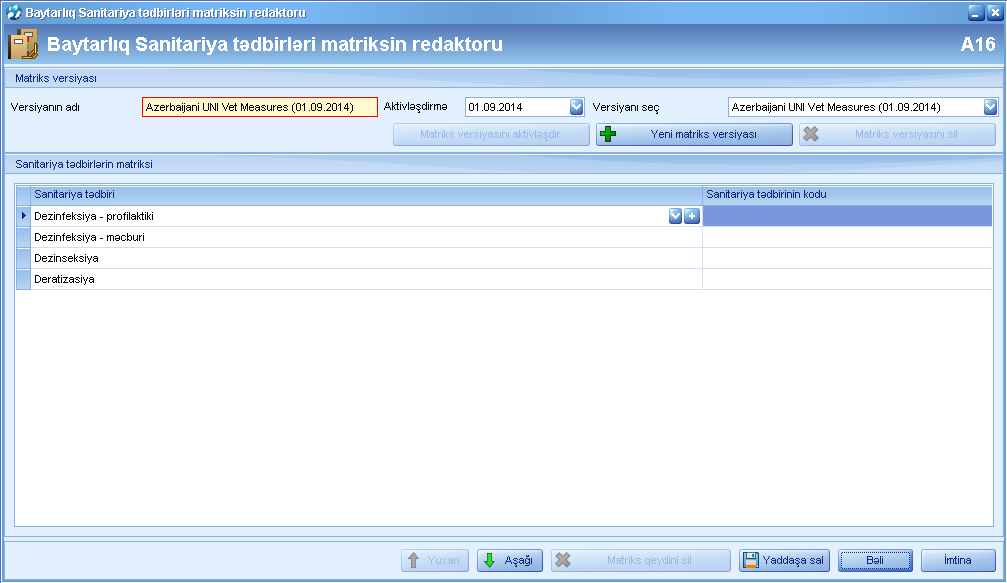 Baytarlıq Sanitariya tədbirləri matriksin redaktoru
Baytarlıq Sanitariya tədbirləri matriksin redaktoru A16
Matriks versiyası
Versiyanın adı Azerbaijani UNI Vet Measures (01.09.2014) Aktivləşdirmə 01.09.2014 Versiyanı seç Azerbaijani UNI Vet Measures (01.09.2014)
Matriks versiyasını aktivləşdir Yeni matriks versiyası Matriks versiyasını sil
Sanitariya tədbirlərin matriksi
Sanitariya tədbiri Sanitariya tədbirinin kodu
Dezinfeksiya - profilaktiki
Dezinfeksiya - məcburi
Dezinseksiya
Deratizasiya
Yuxarı Aşağı Matriks qeydini sil Yaddaşa sal Bəli İmtina